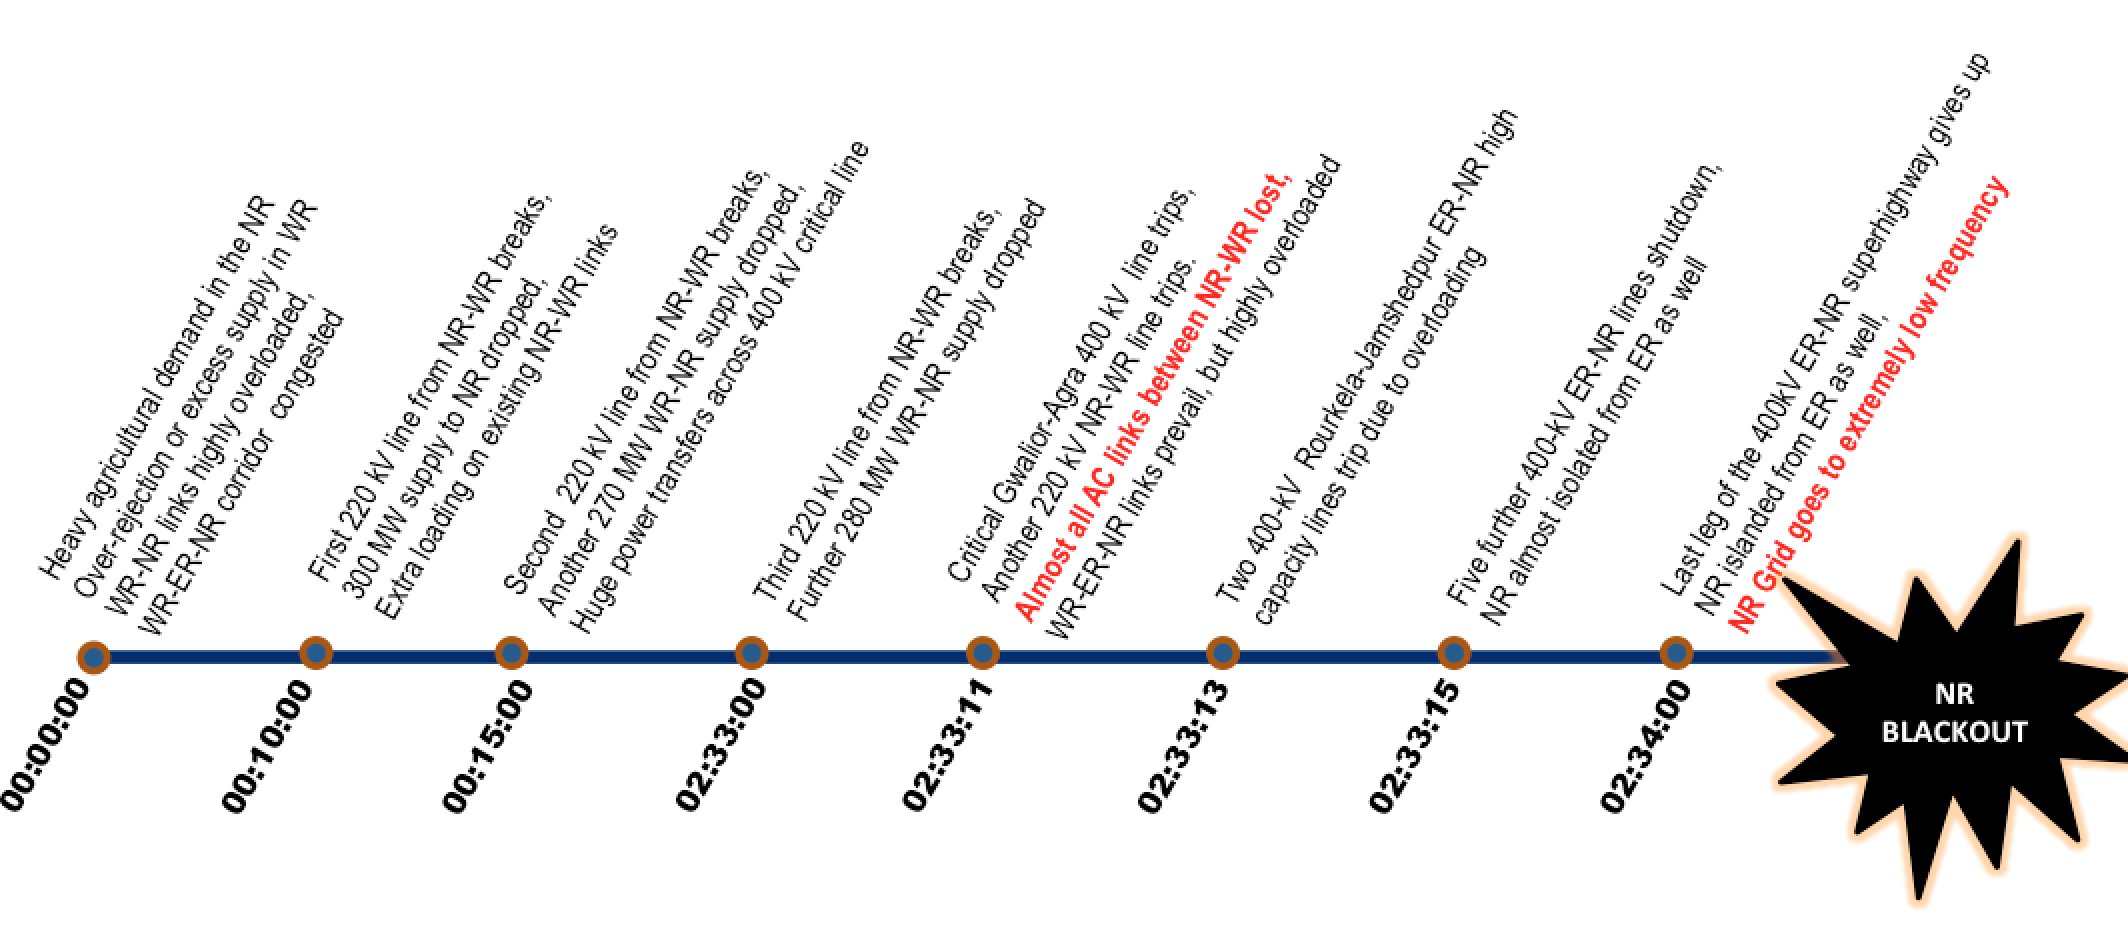 Heavy agricultural demand in the NR
Over-rejection or excess supply in WR
WR-NR links highly overloaded,
WR-ER-NR corridor congested
First 220 kV line from NR-WR breaks,
300 MW supply to NR dropped,
Extra loading on existing NR-WR links
Second 220 kV line from NR-WR breaks,
Another 270 MW WR-NR supply dropped,
Huge power transfers across 400 kV critical line
Third 220 kV line from NR-WR breaks,
Further 280 MW WR-NR supply dropped
Critical Gwalior-Agra 400 kV line trips,
Another 220 kV NR-WR line trips.
Almost all AC links between NR-WR lost,
WR-ER-NR links prevail, but highly overloaded
Two 400-kV Rourkela-Jamshedpur ER-NR high
capacity lines trip due to overloading
Five further 400-kV ER-NR lines shutdown,
NR almost isolated from ER as well
Last leg of the 400kV ER-NR superhighway gives up
NR islanded from ER as well,
NR Grid goes to extremely low frequency
00:00:00
00:10:00
00:15:00
02:33:00
02:33:11
02:33:13
02:33:15
02:34:00
NR
BLACKOUT